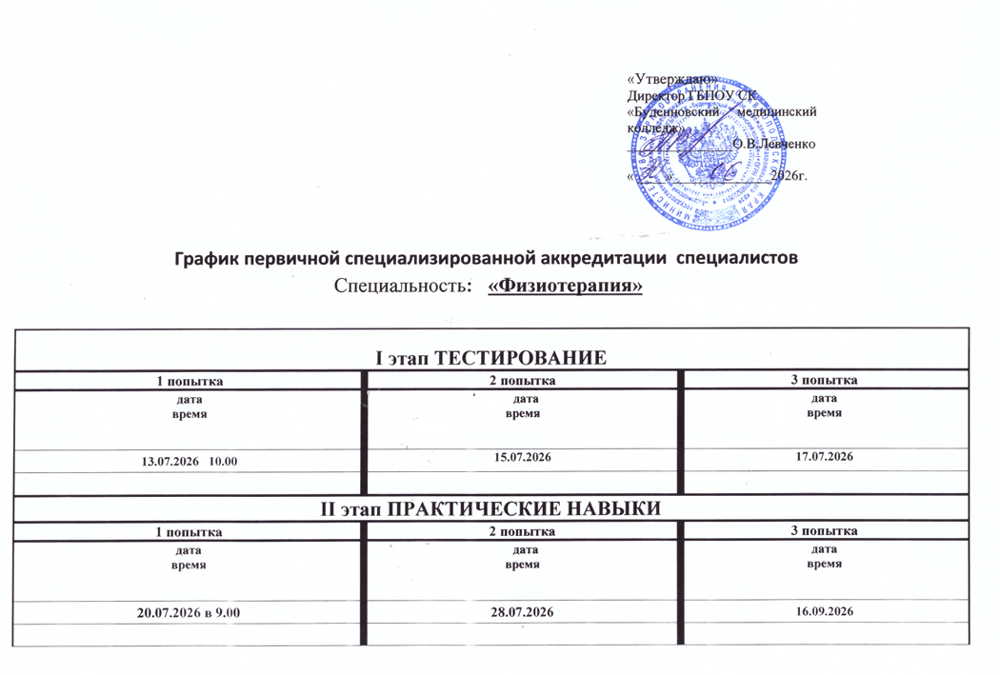 «Утверждаю»
Директор ГБПОУ СК
«Буденновский медицинский
колледж»
О.В.Левченко
« » 06 2026г.
График первичной специализированной аккредитации специалистов
Специальность: «Физиотерапия»
I этап ТЕСТИРОВАНИЕ
1 попытка 2 попытка 3 попытка
дата дата дата
время время время
13.07.2026 10.00 15.07.2026 17.07.2026
II этап ПРАКТИЧЕСКИЕ НАВЫКИ
1 попытка 2 попытка 3 попытка
дата дата дата
время время время
20.07.2026 в 9.00 28.07.2026 16.09.2026